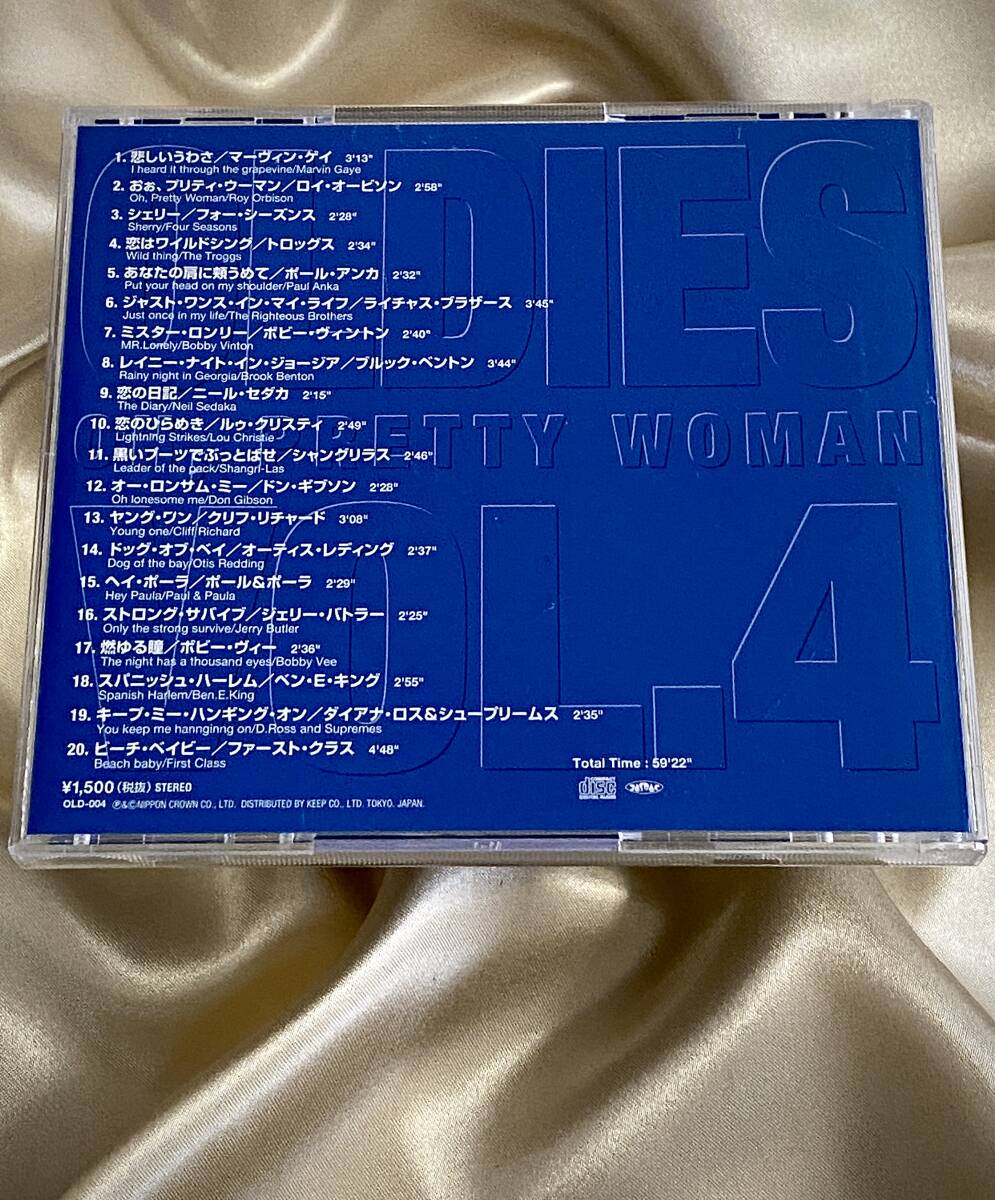 OLDIES
OH, PRETTY WOMAN
VOL.4
1. 悲しいうわさ／マーヴィン・ゲイ 3'13"
I heard it through the grapevine/Marvin Gaye
2. おぉ、プリティ・ウーマン／ロイ・オービソン 2'58"
Oh, Pretty Woman/Roy Orbison
3. シェリー／フォー・シーズンス 2'28"
Sherry/Four Seasons
4. 恋はワイルドシング／トロッグス 2'34"
Wild thing/The Troggs
5. あなたの肩に頬うめて／ポール・アンカ 2'32"
Put your head on my shoulder/Paul Anka
6. ジャスト・ワンス・イン・マイ・ライフ／ライチャス・ブラザース 3'45"
Just once in my life/The Righteous Brothers
7. ミスター・ロンリー／ボビー・ヴィントン 2'40"
MR.Lonely/Bobby Vinton
8. レイニー・ナイト・イン・ジョージア／ブルック・ベントン 3'44"
Rainy night in Georgia/Brook Benton
9. 恋の日記／ニール・セダカ 2'15"
The Diary/Neil Sedaka
10. 恋のひらめき／ルゥ・クリスティ 2'49"
Lightning Strikes/Lou Christie
11. 黒いブーツでぶっとばせ／シャングリラス 2'46"
Leader of the pack/Shangri-Las
12. オー・ロンサム・ミー／ドン・ギブソン 2'28"
Oh lonesome me/Don Gibson
13. ヤング・ワン／クリフ・リチャード 3'08"
Young one/Cliff Richard
14. ドッグ・オブ・ベイ／オーティス・レディング 2'37"
Dog of the bay/Otis Redding
15. ヘイ・ポーラ／ポール&ポーラ 2'29"
Hey Paula/Paul & Paula
16. ストロング・サバイブ／ジェリー・バトラー 2'25"
Only the strong survive/Jerry Butler
17. 燃ゆる瞳／ボビー・ヴィー 2'36"
The night has a thousand eyes/Bobby Vee
18. スパニッシュ・ハーレム／ベン・E・キング 2'55"
Spanish Harlem/Ben.E.King
19. キープ・ミー・ハンギング・オン／ダイアナ・ロス&シュープリームス 2'35"
You keep me hannginng on/D.Ross and Supremes
20. ビーチ・ベイビー／ファースト・クラス 4'48"
Beach baby/First Class
Total Time : 59'22"
¥1,500(税抜) STEREO
OLD-004 ℗&©NIPPON CROWN CO., LTD. DISTRIBUTED BY KEEP CO., LTD. TOKYO. JAPAN.
COMPACT disc DIGITAL AUDIO
JASRAC